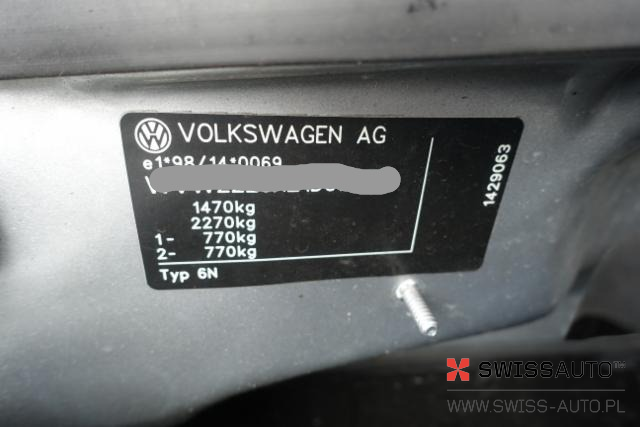 VOLKSWAGEN AG
e1*98/14*0069
1470kg
2270kg
1- 770kg
2- 770kg
Typ 6N
1429063
SWISSAUTO
WWW.SWISS-AUTO.PL